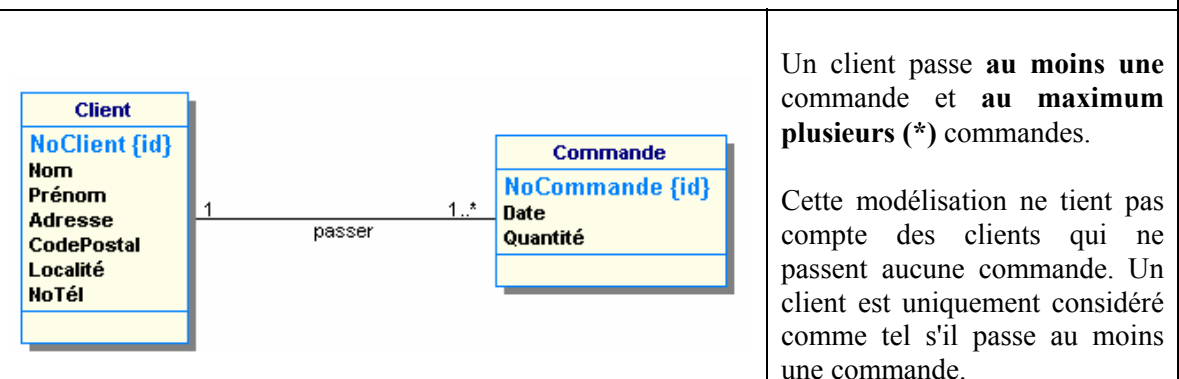 Client
NoClient {id}
Nom
Prénom
Adresse
CodePostal
Localité
NoTél
1
passer
1..*
Commande
NoCommande {id}
Date
Quantité
Un client passe au moins une
commande et au maximum
plusieurs (*) commandes.
Cette modélisation ne tient pas
compte des clients qui ne
passent aucune commande. Un
client est uniquement considéré
comme tel s'il passe au moins
une commande.